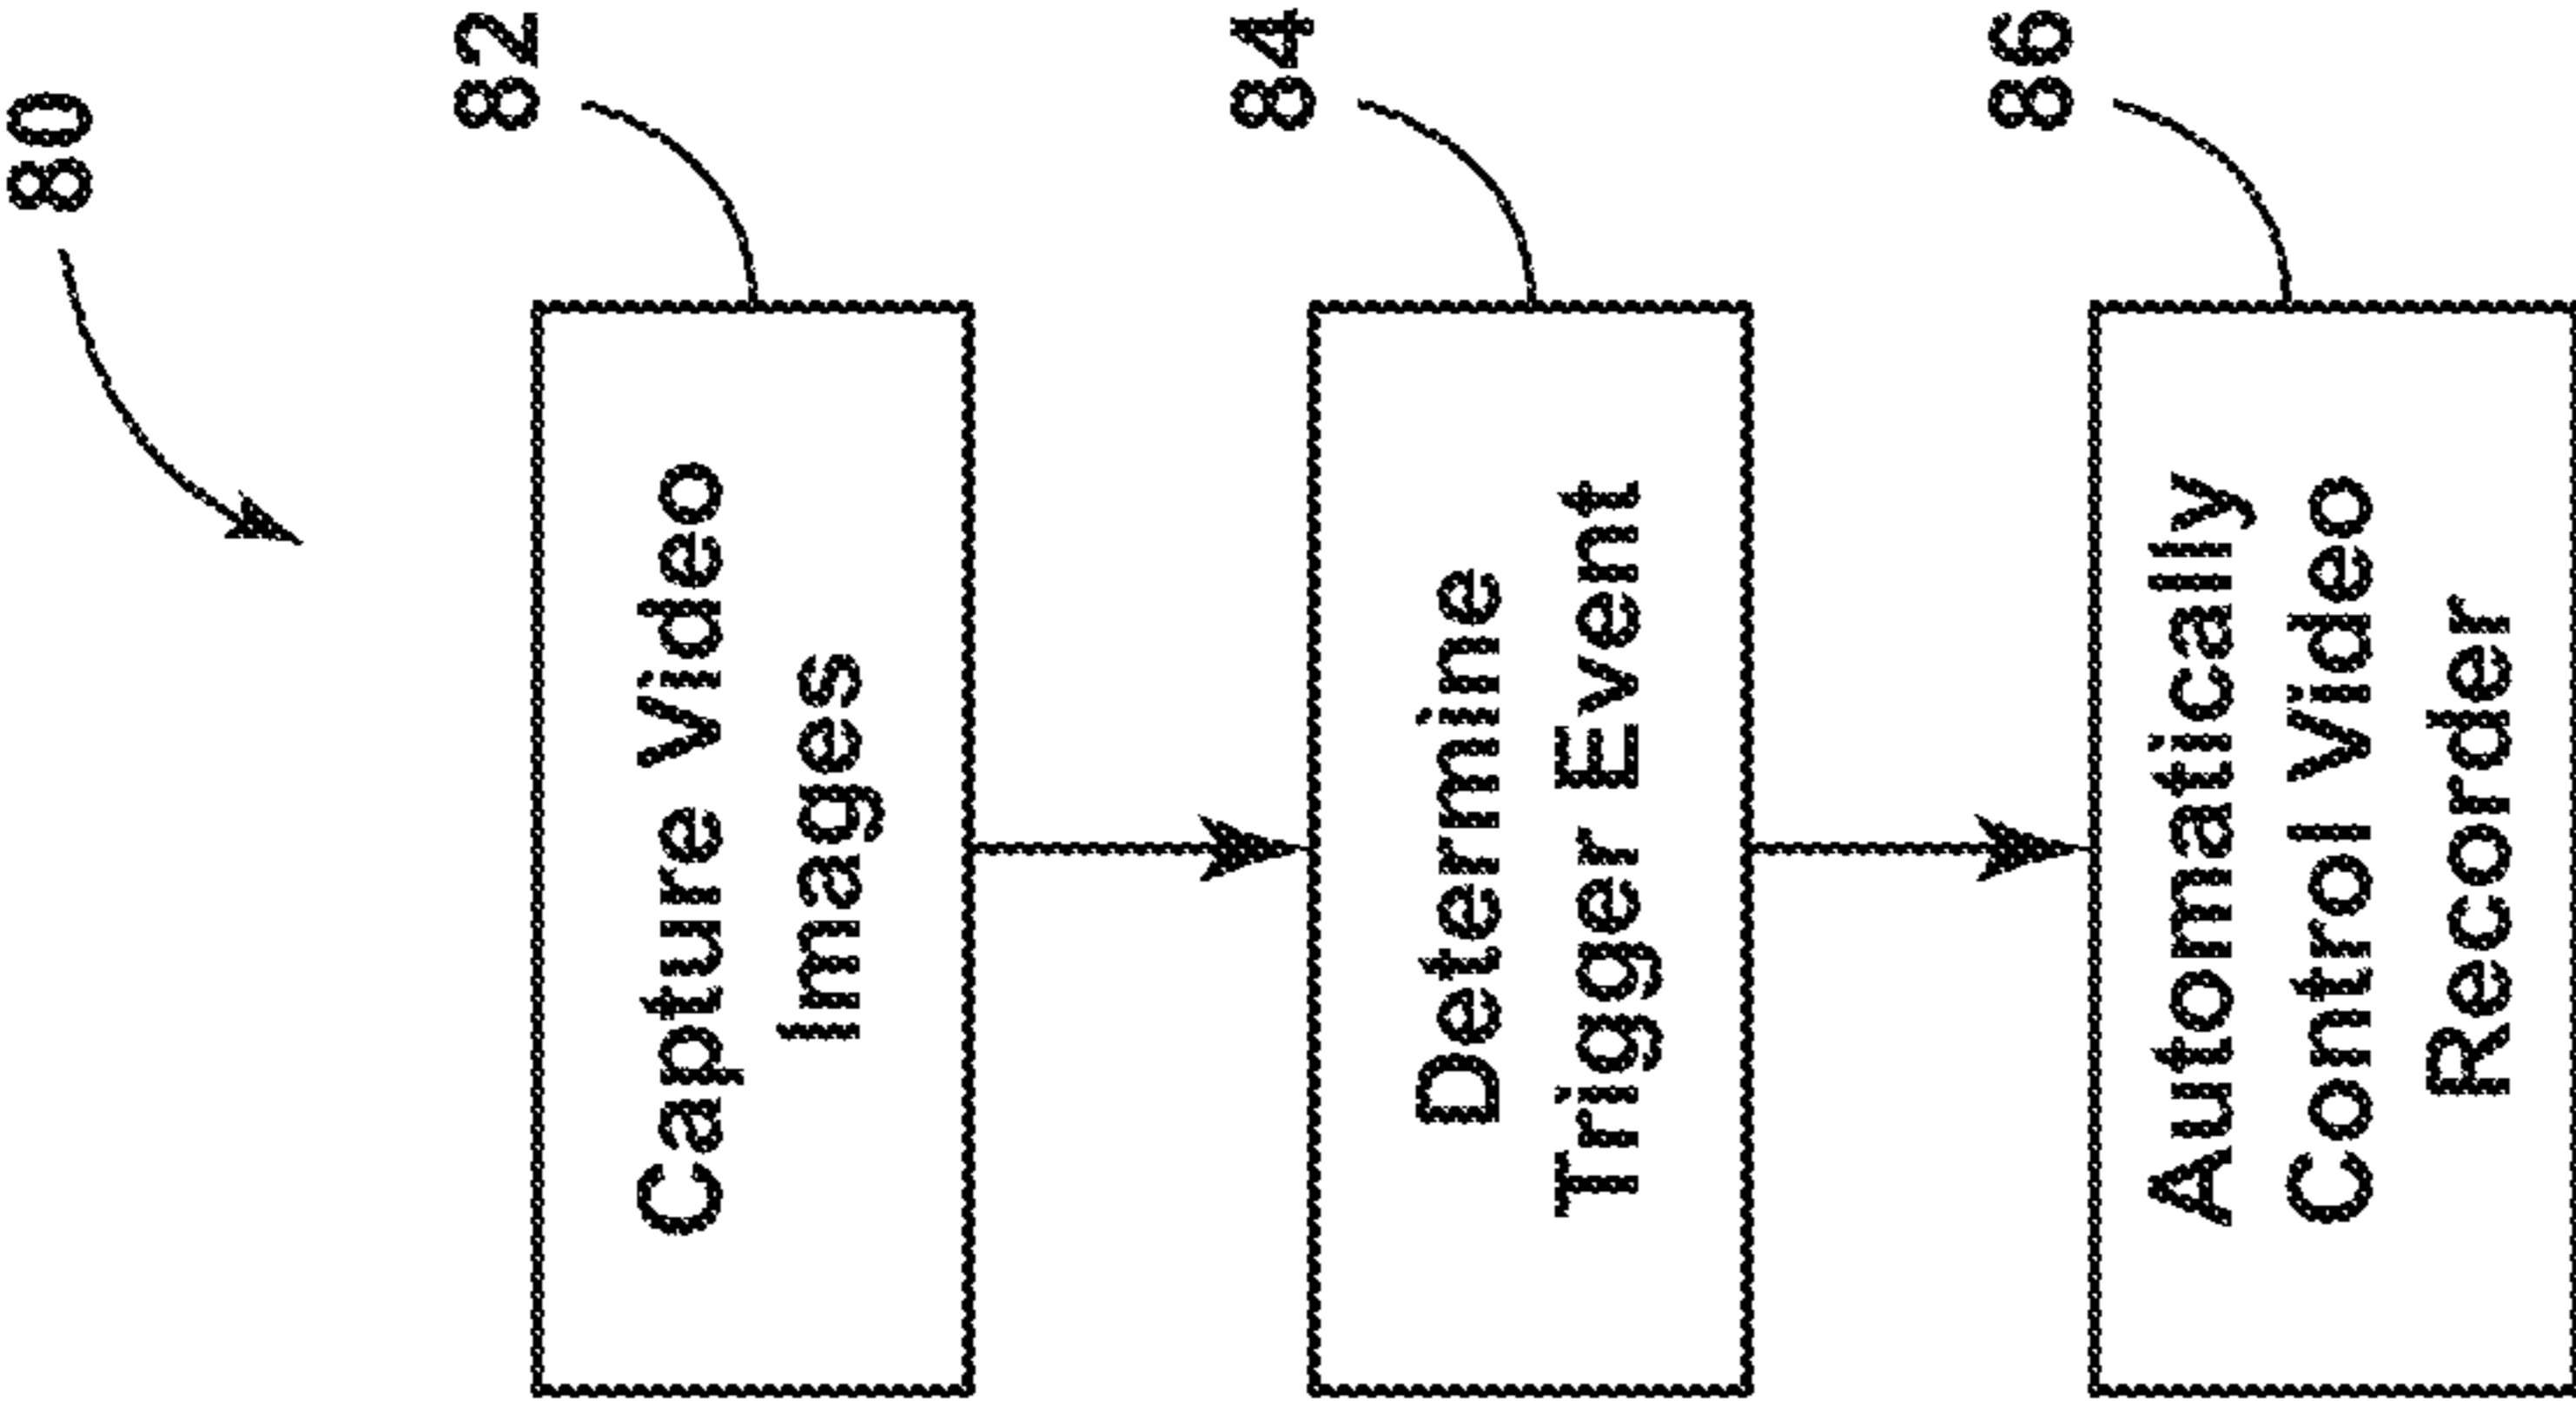 80
82
Capture Video
Images
84
Determine
Trigger Event
86
Automatically
Control Video
Recorder